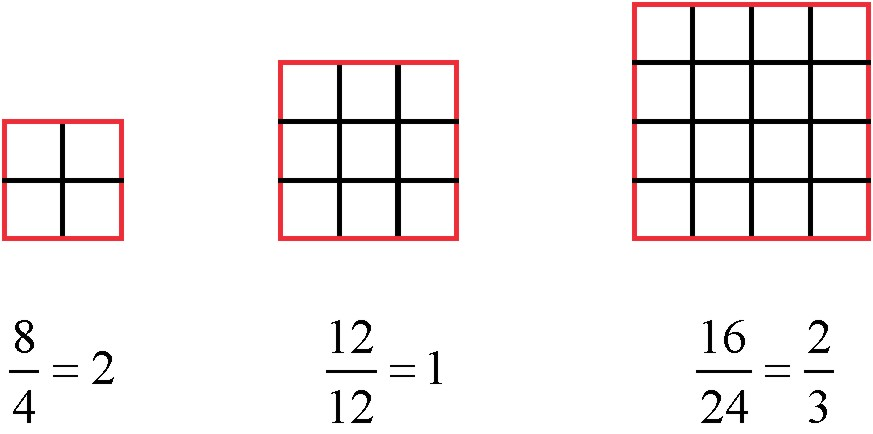 8/4 = 2
12/12 = 1
16/24 = 2/3